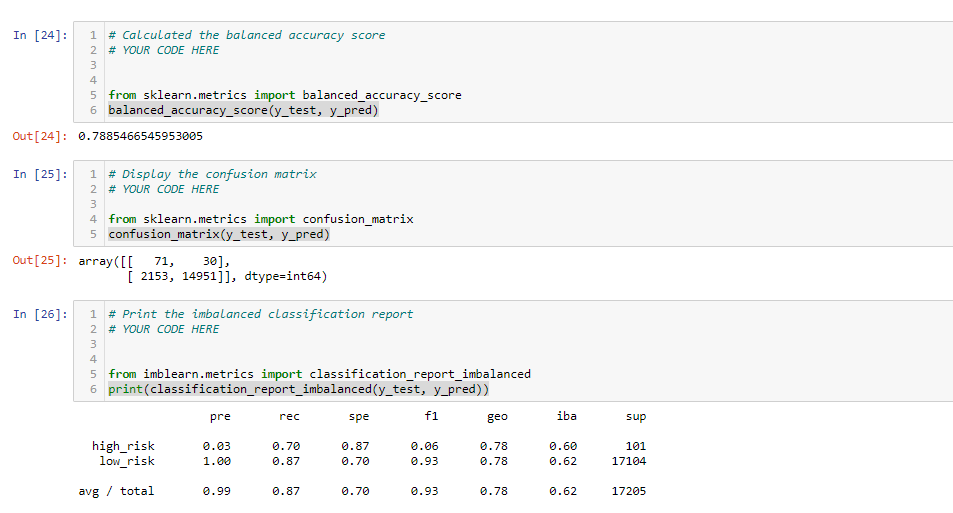 In [24]:
1 # Calculated the balanced accuracy score
2 # YOUR CODE HERE
3
4
5 from sklearn.metrics import balanced_accuracy_score
6 balanced_accuracy_score(y_test, y_pred)
Out[24]: 0.7885466545953005
In [25]:
1 # Display the confusion matrix
2 # YOUR CODE HERE
3
4 from sklearn.metrics import confusion_matrix
5 confusion_matrix(y_test, y_pred)
Out[25]: array([[   71,    30],
       [ 2153, 14951]], dtype=int64)
In [26]:
1 # Print the imbalanced classification report
2 # YOUR CODE HERE
3
4
5 from imblearn.metrics import classification_report_imbalanced
6 print(classification_report_imbalanced(y_test, y_pred))
pre rec spe f1 geo iba sup
high_risk 0.03 0.70 0.87 0.06 0.78 0.60 101
low_risk 1.00 0.87 0.70 0.93 0.78 0.62 17104
avg / total 0.99 0.87 0.70 0.93 0.78 0.62 17205